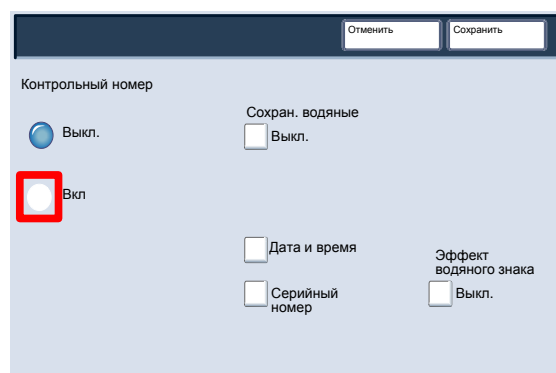 Отменить
Сохранить
Контрольный номер
Сохран. водяные
Выкл.
Выкл.
Вкл
Дата и время
Эффект
водяного знака
Серийный
номер
Выкл.